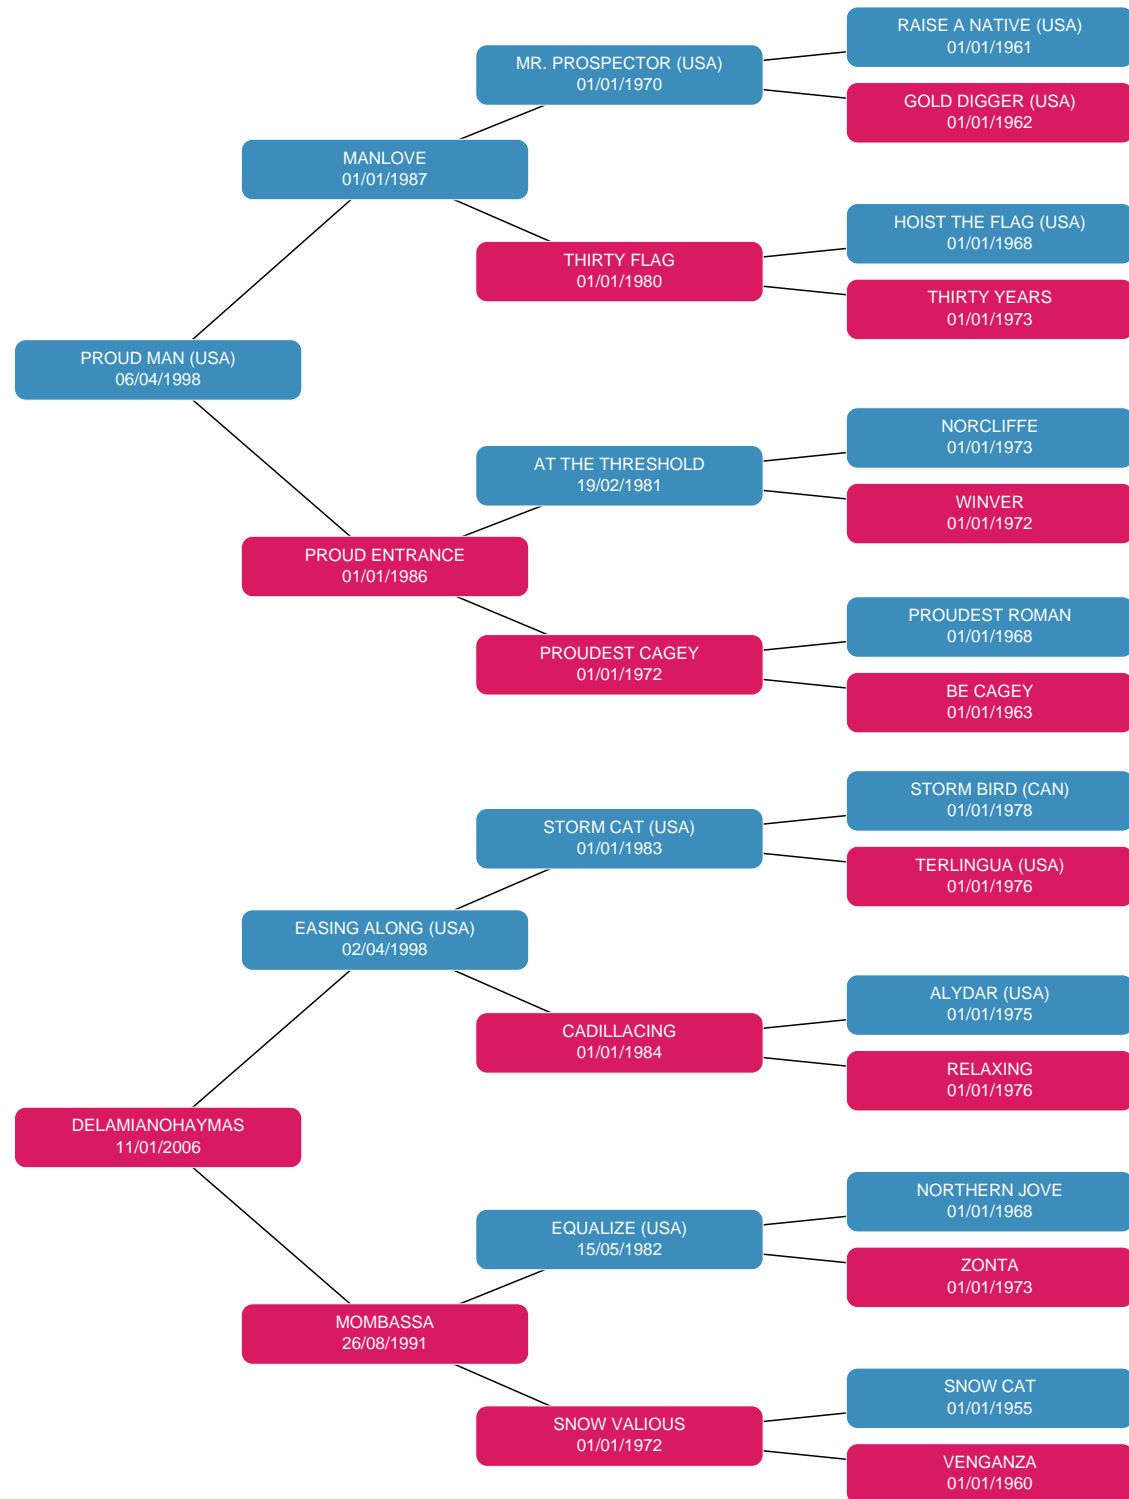 RAISE A NATIVE (USA)
01/01/1961
MR. PROSPECTOR (USA)
01/01/1970
GOLD DIGGER (USA)
01/01/1962
MANLOVE
01/01/1987
HOIST THE FLAG (USA)
01/01/1968
THIRTY FLAG
01/01/1980
THIRTY YEARS
01/01/1973
PROUD MAN (USA)
06/04/1998
NORCLIFFE
01/01/1973
AT THE THRESHOLD
19/02/1981
WINVER
01/01/1972
PROUD ENTRANCE
01/01/1986
PROUDEST ROMAN
01/01/1968
PROUDEST CAGEY
01/01/1972
BE CAGEY
01/01/1963
STORM BIRD (CAN)
01/01/1978
STORM CAT (USA)
01/01/1983
TERLINGUA (USA)
01/01/1976
EASING ALONG (USA)
02/04/1998
ALYDAR (USA)
01/01/1975
CADILLACING
01/01/1984
RELAXING
01/01/1976
DELAMIANOHAYMAS
11/01/2006
NORTHERN JOVE
01/01/1968
EQUALIZE (USA)
15/05/1982
ZONTA
01/01/1973
MOMBASSA
26/08/1991
SNOW CAT
01/01/1955
SNOW VALIOUS
01/01/1972
VENGANZA
01/01/1960